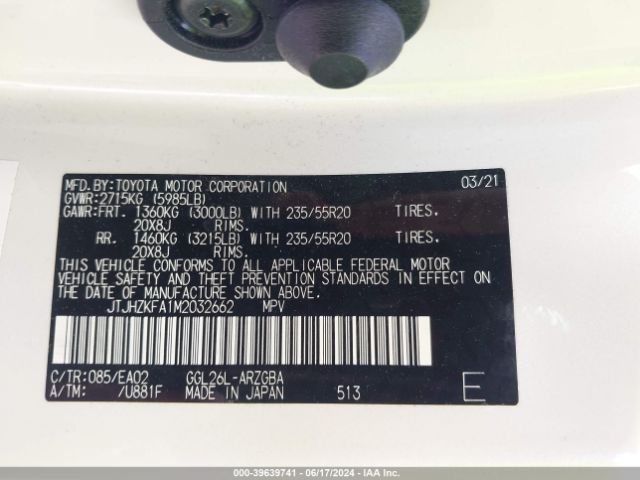 MFD.BY:TOYOTA MOTOR CORPORATION 03/21
GVWR:2715KG (5985LB)
GAWR:FRT. 1360KG (3000LB) WITH 235/55R20 TIRES.
20X8J RIMS.
RR. 1460KG (3215LB) WITH 235/55R20 TIRES.
20X8J RIMS.
THIS VEHICLE CONFORMS TO ALL APPLICABLE FEDERAL MOTOR
VEHICLE SAFETY AND THEFT PREVENTION STANDARDS IN EFFECT ON
THE DATE OF MANUFACTURE SHOWN ABOVE.
JTJHZKFA1M2032662 MPV
C/TR:085/EA02 GGL26L-ARZGBA
A/TM: /U881F MADE IN JAPAN 513 E
000-39639741 - 06/17/2024 - IAA Inc.